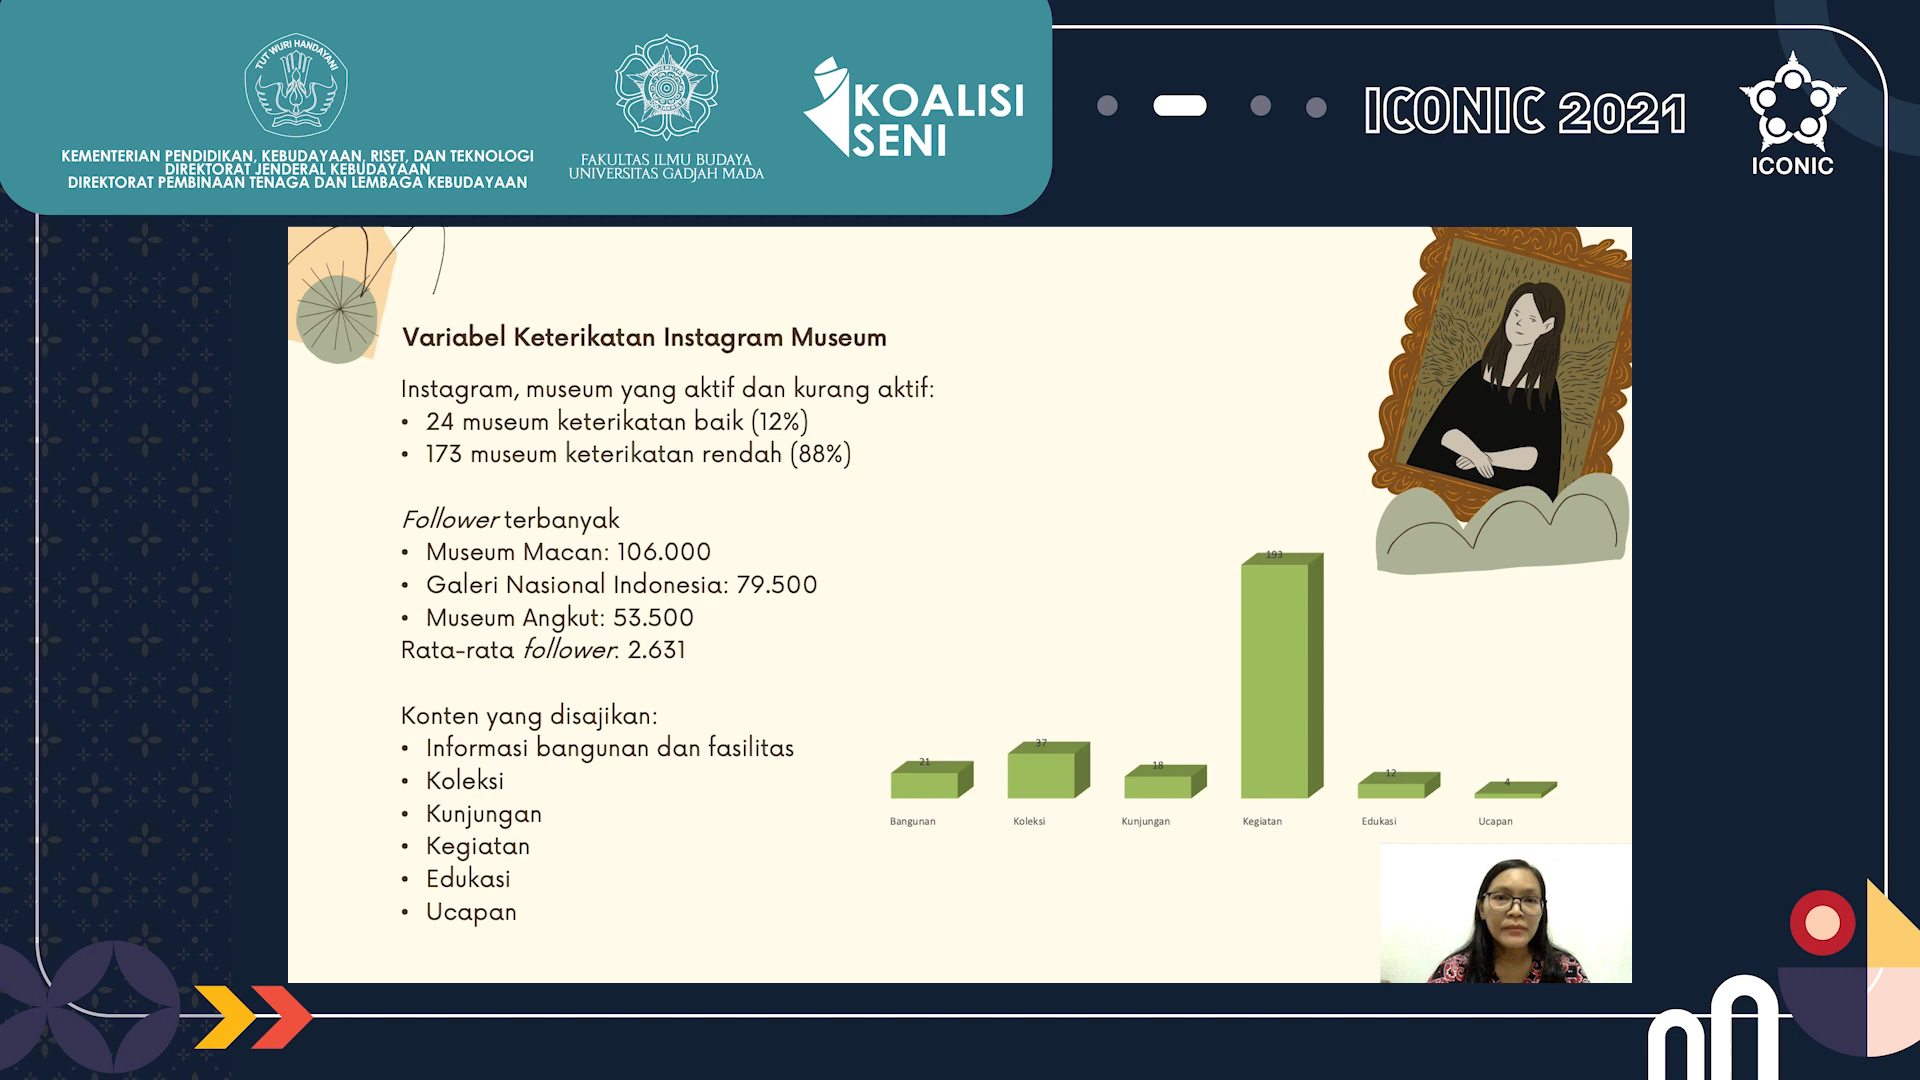 TUT WURI HANDAYANI
KEMENTERIAN PENDIDIKAN, KEBUDAYAAN, RISET, DAN TEKNOLOGI
DIREKTORAT JENDERAL KEBUDAYAAN
DIREKTORAT PEMBINAAN TENAGA DAN LEMBAGA KEBUDAYAAN
FAKULTAS ILMU BUDAYA
UNIVERSITAS GADJAH MADA
KOALISI
SENI
ICONIC 2021
ICONIC
Variabel Keterikatan Instagram Museum
Instagram, museum yang aktif dan kurang aktif:
• 24 museum keterikatan baik (12%)
• 173 museum keterikatan rendah (88%)
Follower terbanyak
• Museum Macan: 106.000
• Galeri Nasional Indonesia: 79.500
• Museum Angkut: 53.500
Rata-rata follower: 2.631
Konten yang disajikan:
• Informasi bangunan dan fasilitas
• Koleksi
• Kunjungan
• Kegiatan
• Edukasi
• Ucapan
21
37
18
193
12
4
Bangunan
Koleksi
Kunjungan
Kegiatan
Edukasi
Ucapan